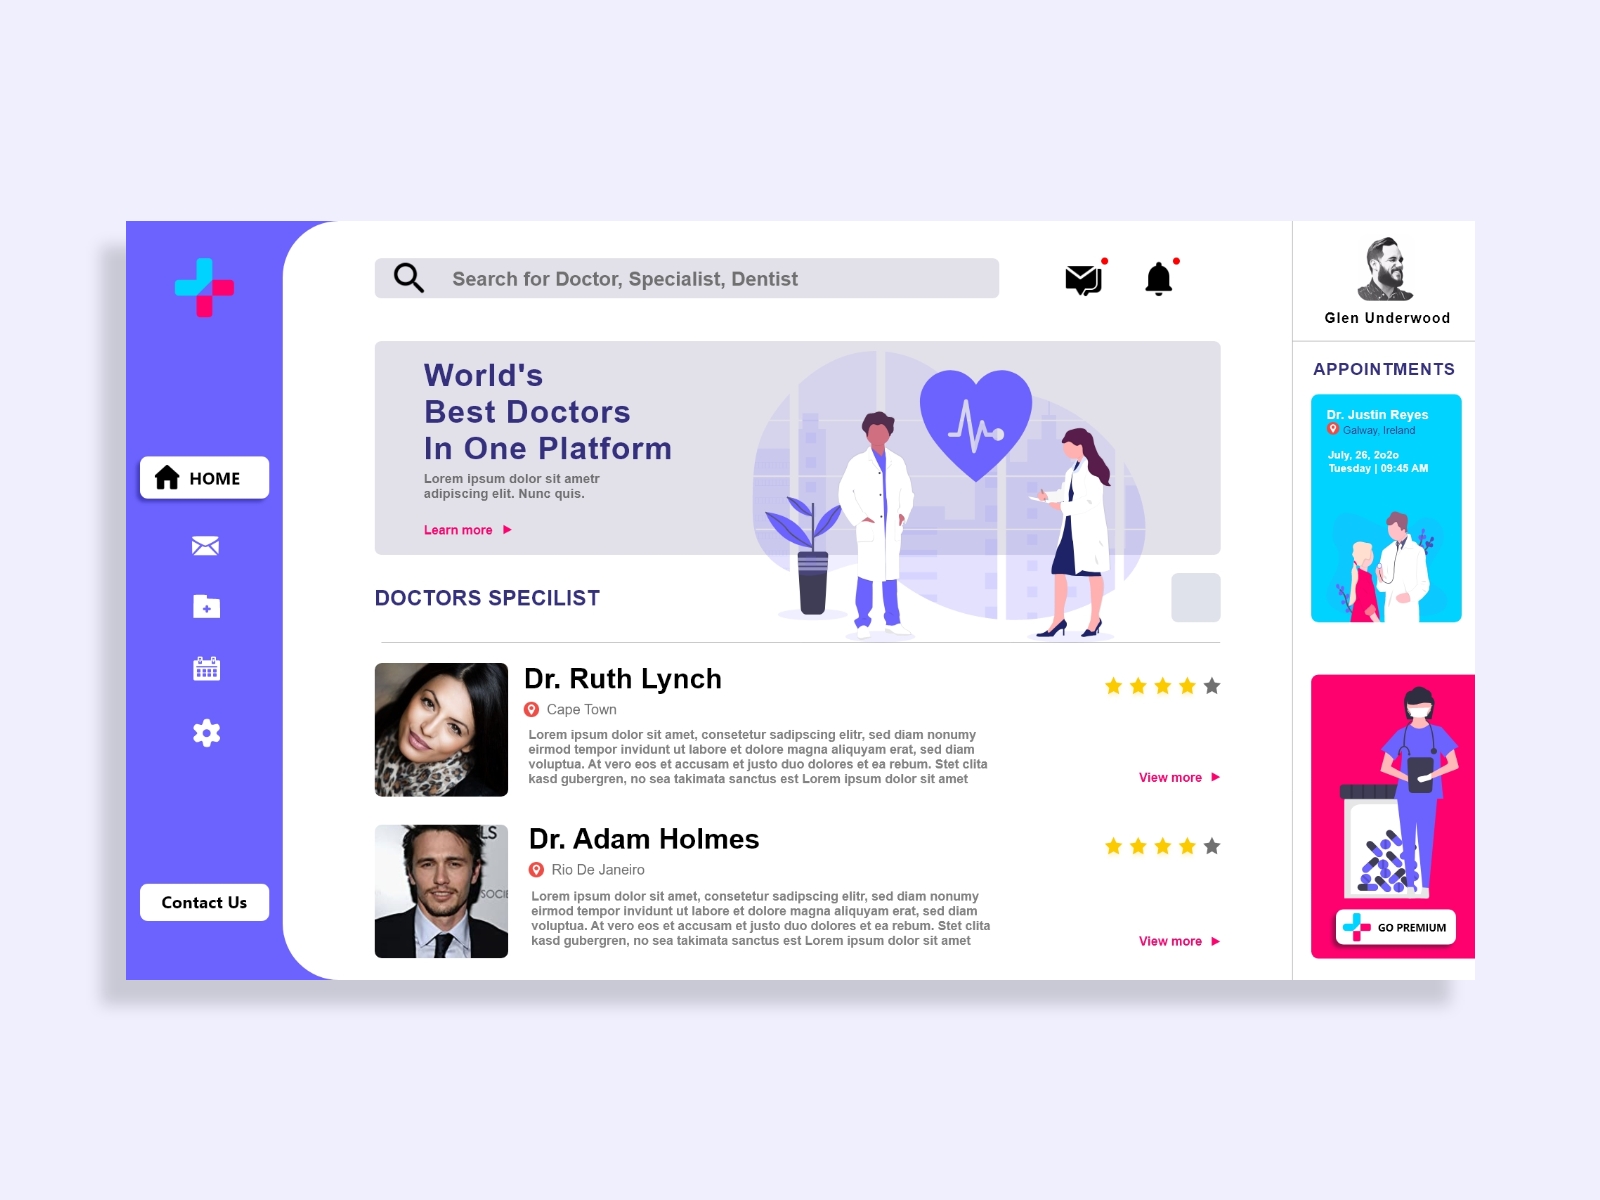 HOME
Contact Us
Search for Doctor, Specialist, Dentist
World's
Best Doctors
In One Platform
Lorem ipsum dolor sit ametr
adipiscing elit. Nunc quis.
Learn more
DOCTORS SPECILIST
Dr. Ruth Lynch
Cape Town
Lorem ipsum dolor sit amet, consetetur sadipscing elitr, sed diam nonumy
eirmod tempor invidunt ut labore et dolore magna aliquyam erat, sed diam
voluptua. At vero eos et accusam et justo duo dolores et ea rebum. Stet clita
kasd gubergren, no sea takimata sanctus est Lorem ipsum dolor sit amet
View more
LS
SOCIE
Dr. Adam Holmes
Rio De Janeiro
Lorem ipsum dolor sit amet, consetetur sadipscing elitr, sed diam nonumy
eirmod tempor invidunt ut labore et dolore magna aliquyam erat, sed diam
voluptua. At vero eos et accusam et justo duo dolores et ea rebum. Stet clita
kasd gubergren, no sea takimata sanctus est Lorem ipsum dolor sit amet
View more
Glen Underwood
APPOINTMENTS
Dr. Justin Reyes
Galway, Ireland
July, 26, 2o2o
Tuesday | 09:45 AM
GO PREMIUM